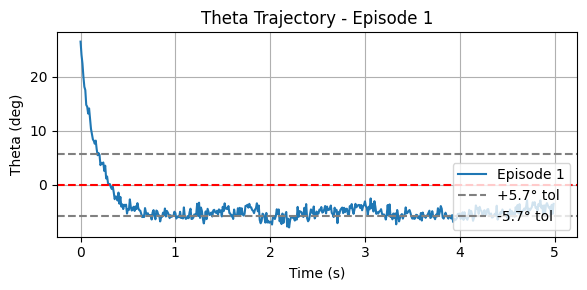 Theta Trajectory - Episode 1
Theta (deg)
20
10
0
Episode 1
+5.7° tol
-5.7° tol
0
1
2
3
4
5
Time (s)